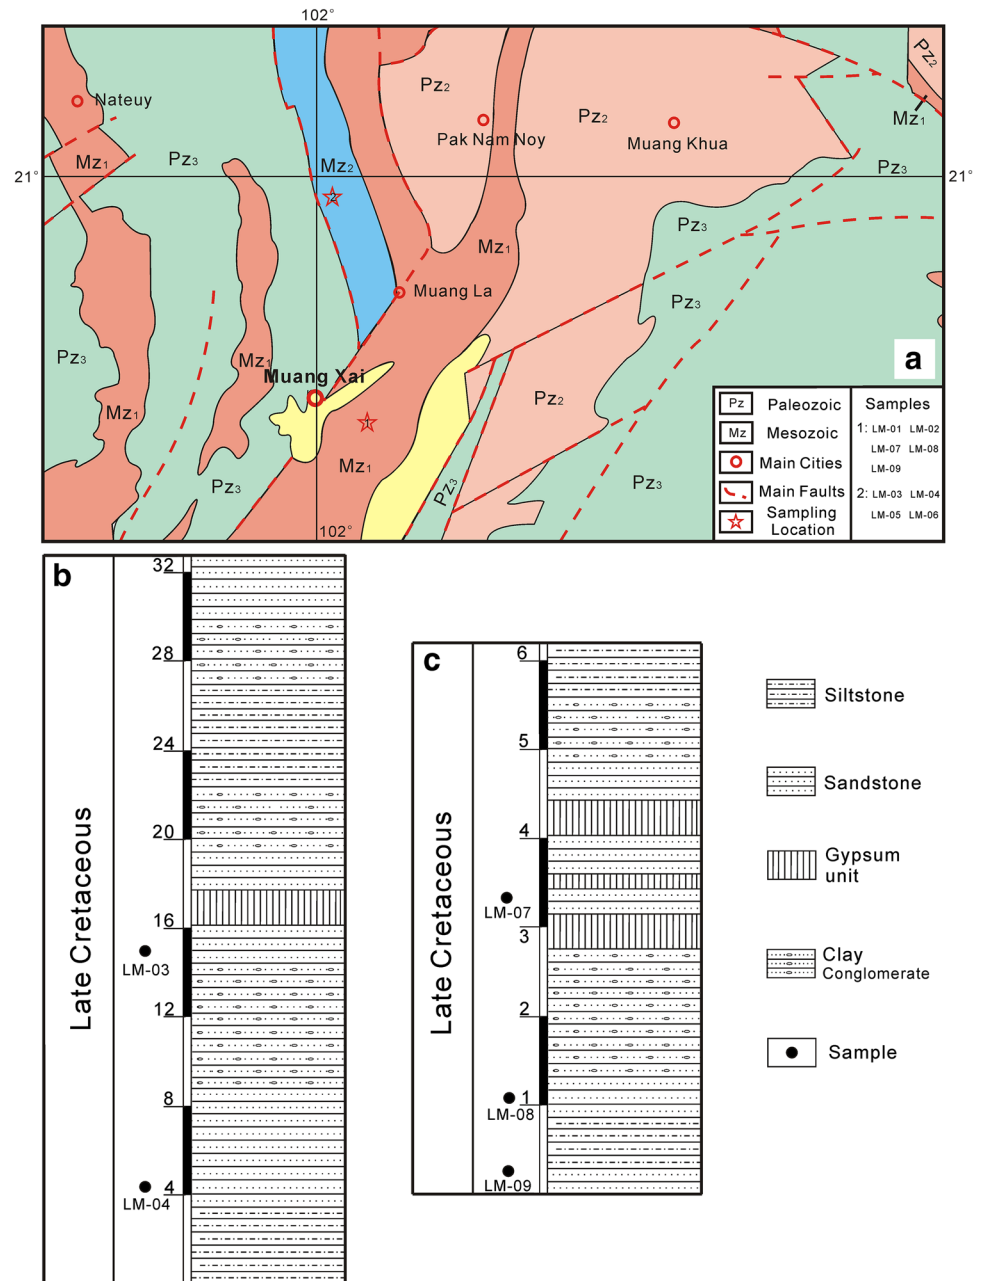 102°
Nateuy
Pz2
Pz2
Pak Nam Noy
Pz2
Muang Khua
Mz1
Mz1
Pz3
Mz2
Pz3
21°
21°
2
Pz3
Mz1
Muang La
Pz3
Pz3
Mz1
Muang Xai
a
Mz1
1
Pz2
Mz1
Pz3
Pz3
Pz3
102°
Pz Paleozoic
Mz Mesozoic
Main Cities
Main Faults
Sampling
Location
Samples
1: LM-01 LM-02
LM-07 LM-08
LM-09
2: LM-03 LM-04
LM-05 LM-06
b
32
28
24
20
16
12
8
4
Late Cretaceous
LM-03
LM-04
c
6
5
4
3
2
1
Late Cretaceous
LM-07
LM-08
LM-09
Siltstone
Sandstone
Gypsum
unit
Clay
Conglomerate
Sample